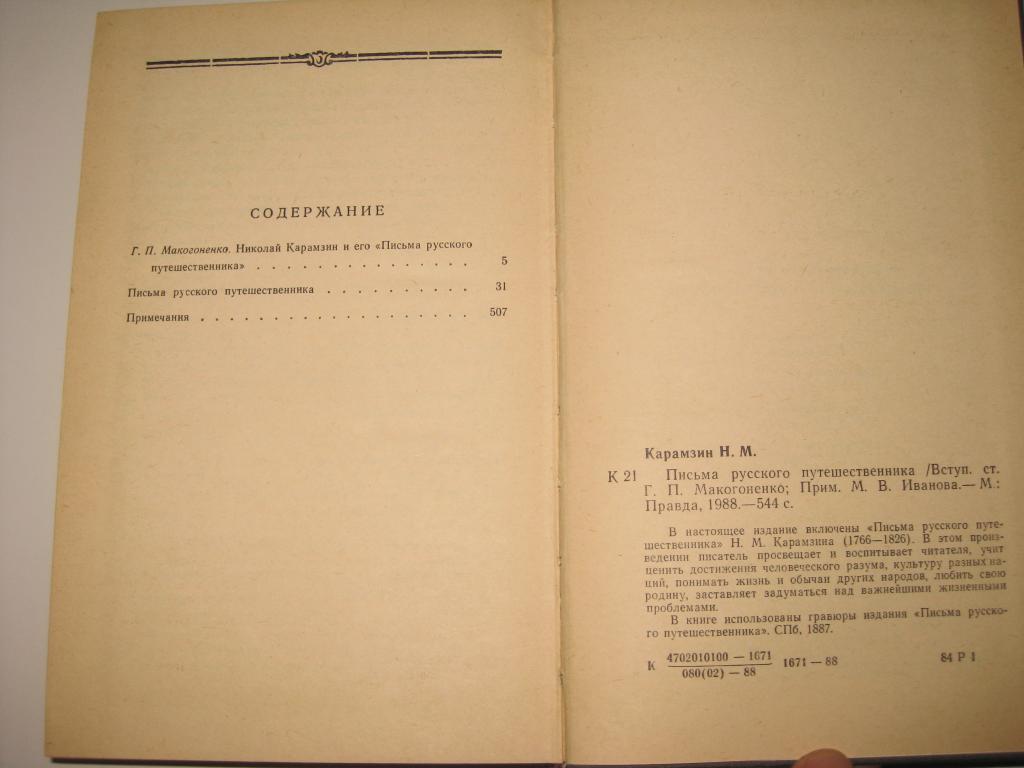 СОДЕРЖАНИЕ
Г. П. Макогоненко. Николай Карамзин и его «Письма русского
путешественника» . . . . . . . . . . . . . . . 5
Письма русского путешественника . . . . . . . . . . 31
Примечания . . . . . . . . . . . . . . . . . . . 507
Карамзин Н. М.
К 21 Письма русского путешественника /Вступ. ст.
Г. П. Макогоненко; Прим. М. В. Иванова.— М.:
Правда, 1988.—544 с.
В настоящее издание включены «Письма русского путе-
шественника» Н. М. Карамзина (1766—1826). В этом произ-
ведении писатель просвещает и воспитывает читателя, учит
ценить достижения человеческого разума, культуру разных на-
ций, понимать жизнь и обычаи других народов, любить свою
родину, заставляет задуматься над важнейшими жизненными
проблемами.
В книге использованы гравюры издания «Письма русско-
го путешественника». СПб, 1887.
4702010100 — 1671
К 1671 — 88 84 Р 1
080(02) — 88